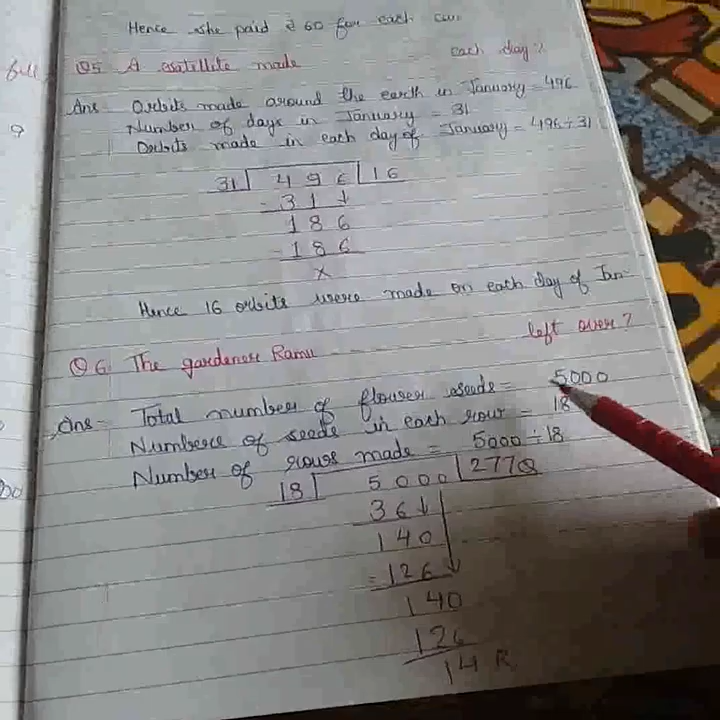 Hence she paid ₹ 60 for each
Q5 A satellite made each day?
Ans Orbits made around the earth in January = 496
Number of days in January = 31
Orbits made in each day of January = 496÷31
31 496 16
- 31 ↓
186
- 186
x
Hence 16 orbits were made on each day of Jan-
Q6 The gardener Ramu left over?
Ans- Total number of flower seeds = 5000
Number of seeds in each row = 18
Number of rows made = 5000÷18
18 5000 277Q
36↓
140
- 126
140
126
14 R